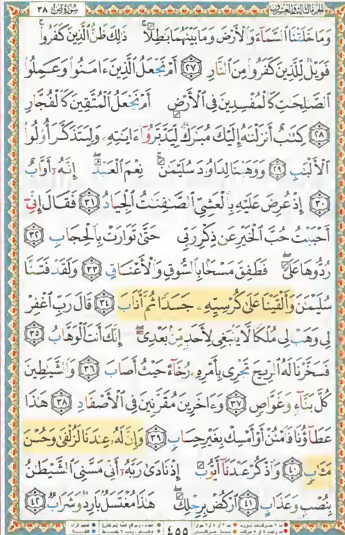 الجزء الثالث والعشرون سورة ص ٣٨
وَمَا خَلَقْنَا ٱلسَّمَآءَ وَٱلْأَرْضَ وَمَا بَيْنَهُمَا بَٰطِلًا ۚ ذَٰلِكَ ظَنُّ ٱلَّذِينَ كَفَرُوا۟ ۚ
فَوَيْلٌ لِّلَّذِينَ كَفَرُوا۟ مِنَ ٱلنَّارِ ٢٧ أَمْ نَجْعَلُ ٱلَّذِينَ ءَامَنُوا۟ وَعَمِلُوا۟
ٱلصَّٰلِحَٰتِ كَٱلْمُفْسِدِينَ فِى ٱلْأَرْضِ أَمْ نَجْعَلُ ٱلْمُتَّقِينَ كَٱلْفُجَّارِ
٢٨ كِتَٰبٌ أَنزَلْنَٰهُ إِلَيْكَ مُبَٰرَكٌ لِّيَدَّبَّرُوٓا۟ ءَايَٰتِهِۦ وَلِيَتَذَكَّرَ أُو۟لُوا۟
ٱلْأَلْبَٰبِ ٢٩ وَوَهَبْنَا لِدَاوُۥدَ سُلَيْمَٰنَ ۚ نِعْمَ ٱلْعَبْدُ ۖ إِنَّهُۥٓ أَوَّابٌ
٣٠ إِذْ عُرِضَ عَلَيْهِ بِٱلْعَشِىِّ ٱلصَّٰفِنَٰتُ ٱلْجِيَادُ ٣١ فَقَالَ إِنِّىٓ
أَحْبَبْتُ حُبَّ ٱلْخَيْرِ عَن ذِكْرِ رَبِّى حَتَّىٰ تَوَارَتْ بِٱلْحِجَابِ ٣٢
رُدُّوهَا عَلَىَّ ۖ فَطَفِقَ مَسْحًۢا بِٱلسُّوقِ وَٱلْأَعْنَاقِ ٣٣ وَلَقَدْ فَتَنَّا
سُلَيْمَٰنَ وَأَلْقَيْنَا عَلَىٰ كُرْسِيِّهِۦ جَسَدًا ثُمَّ أَنَابَ ٣٤ قَالَ رَبِّ ٱغْفِرْ
لِى وَهَبْ لِى مُلْكًا لَّا يَنۢبَغِى لِأَحَدٍ مِّنۢ بَعْدِىٓ ۖ إِنَّكَ أَنتَ ٱلْوَهَّابُ ٣٥
فَسَخَّرْنَا لَهُ ٱلرِّيحَ تَجْرِى بِأَمْرِهِۦ رُخَآءً حَيْثُ أَصَابَ ٣٦ وَٱلشَّيَٰطِينَ
كُلَّ بَنَّآءٍ وَغَوَّاصٍ ٣٧ وَءَاخَرِينَ مُقَرَّنِينَ فِى ٱلْأَصْفَادِ ٣٨ هَٰذَا
عَطَآؤُنَا فَٱمْنُنْ أَوْ أَمْسِكْ بِغَيْرِ حِسَابٍ ٣٩ وَإِنَّ لَهُۥ عِندَنَا لَزُلْفَىٰ وَحُسْنَ
مَـَٔابٍ ٤٠ وَٱذْكُرْ عَبْدَنَآ أَيُّوبَ إِذْ نَادَىٰ رَبَّهُۥٓ أَنِّى مَسَّنِىَ ٱلشَّيْطَٰنُ
بِنُصْبٍ وَعَذَابٍ ٤١ ٱرْكُضْ بِرِجْلِكَ ۖ هَٰذَا مُغْتَسَلٌۢ بَارِدٌ وَشَرَابٌ ٤٢
٤٥٥